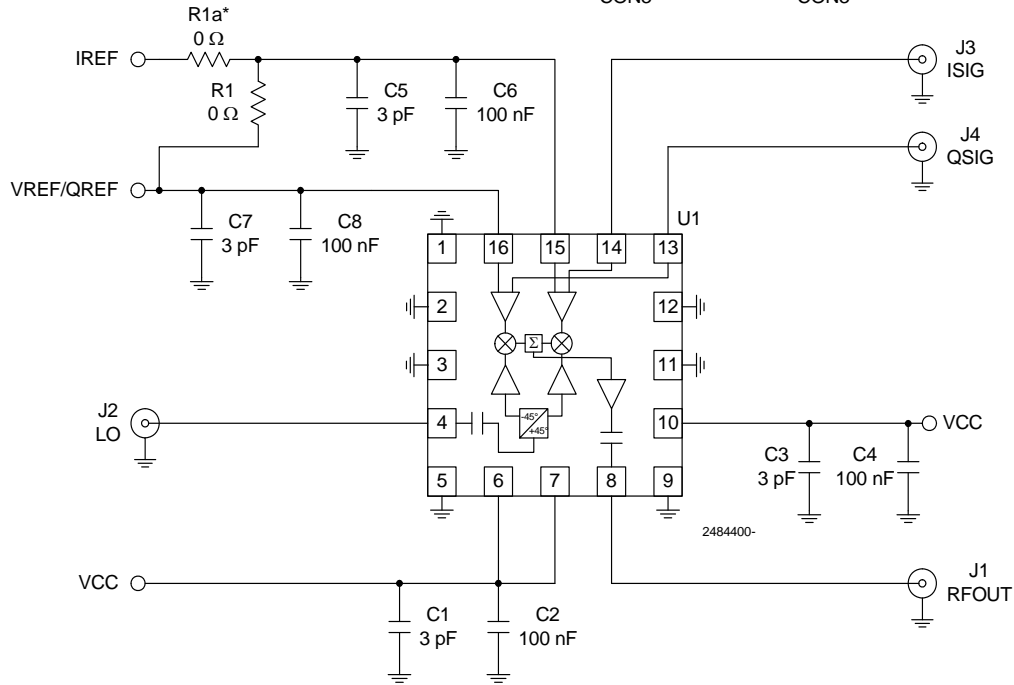 R1a*
0 Ω
IREF
R1
0 Ω
C5
3 pF
C6
100 nF
J3
ISIG
J4
QSIG
VREF/QREF
C7
3 pF
C8
100 nF
U1
1
16
15
14
13
2
12
3
Σ
11
J2
LO
4
-45°
+45°
10
VCC
C3
3 pF
C4
100 nF
5
6
7
8
9
2484400-
VCC
C1
3 pF
C2
100 nF
J1
RFOUT